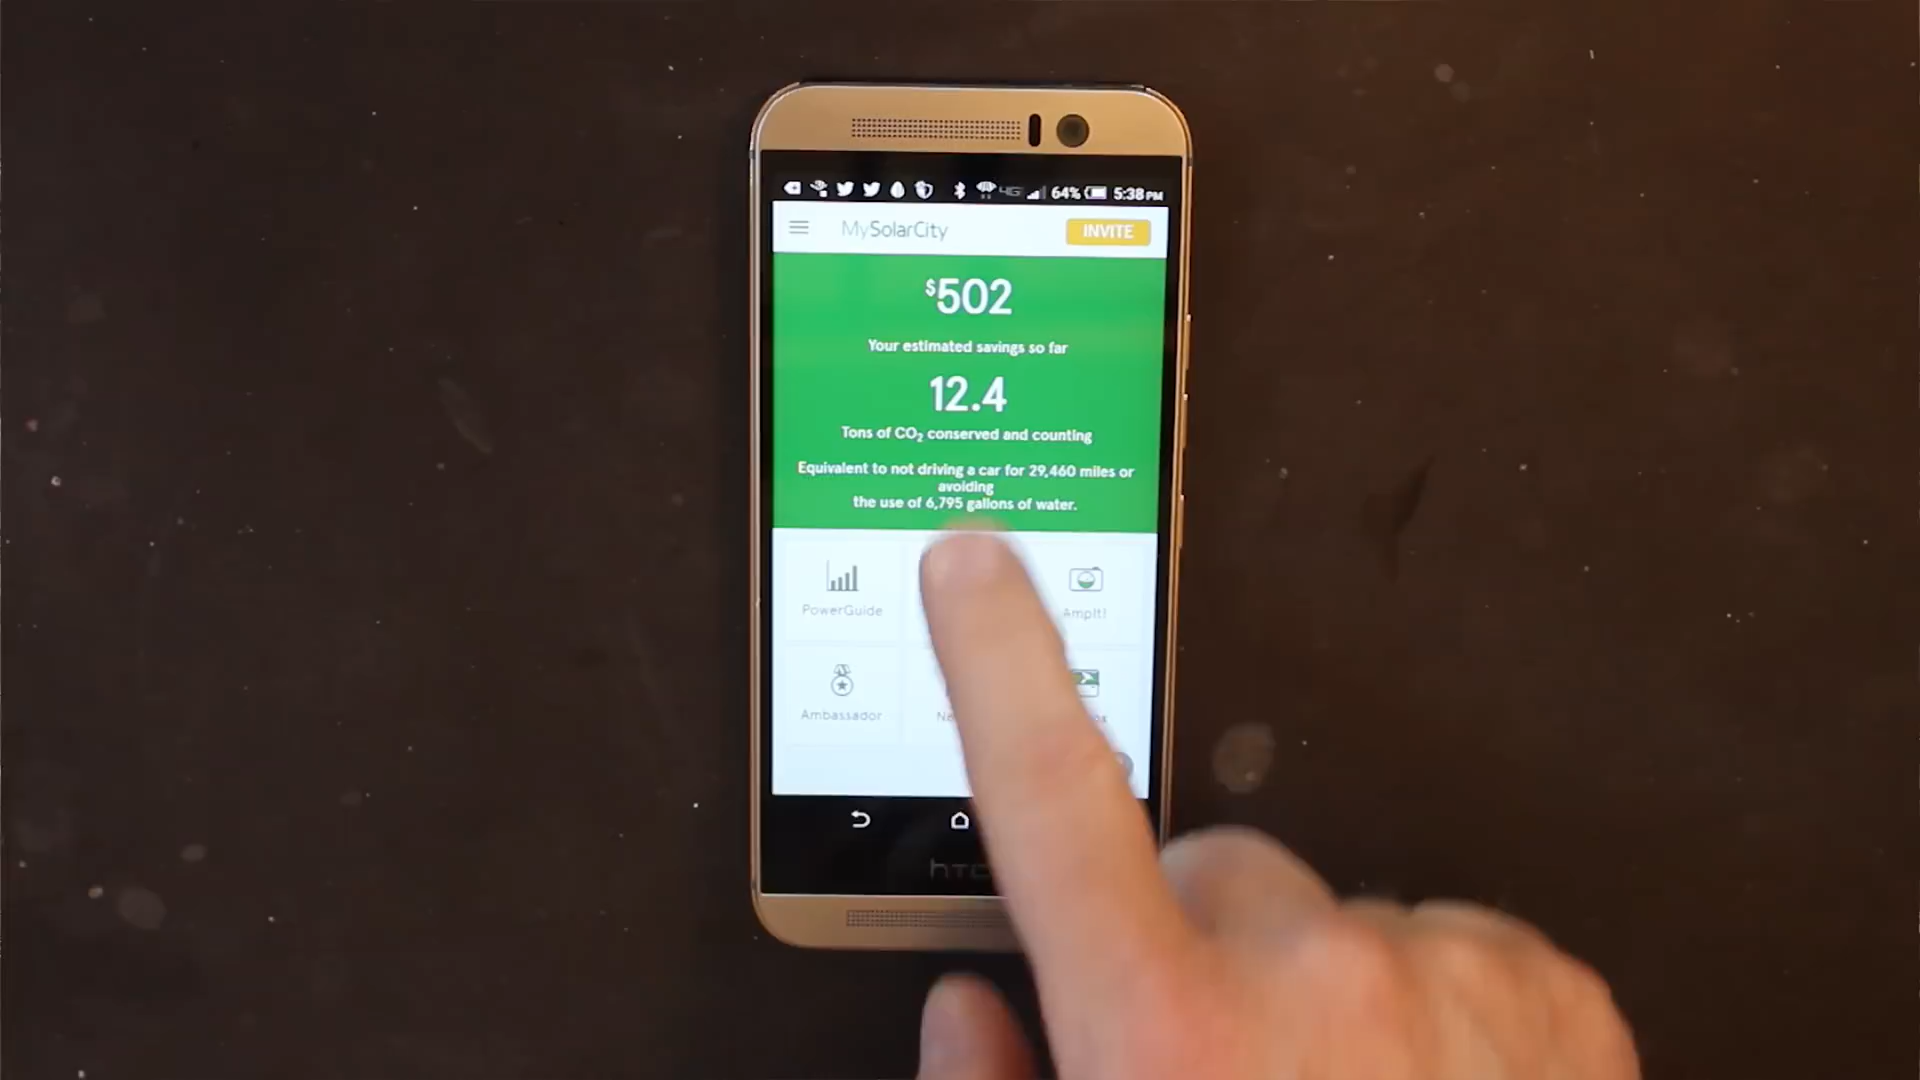 64% 5:38 PM
MySolarCity
INVITE
$502
Your estimated savings so far
12.4
Tons of CO₂ conserved and counting
Equivalent to not driving a car for 29,460 miles or
avoiding
the use of 6,795 gallons of water.
PowerGuide
AmpIt!
Ambassador